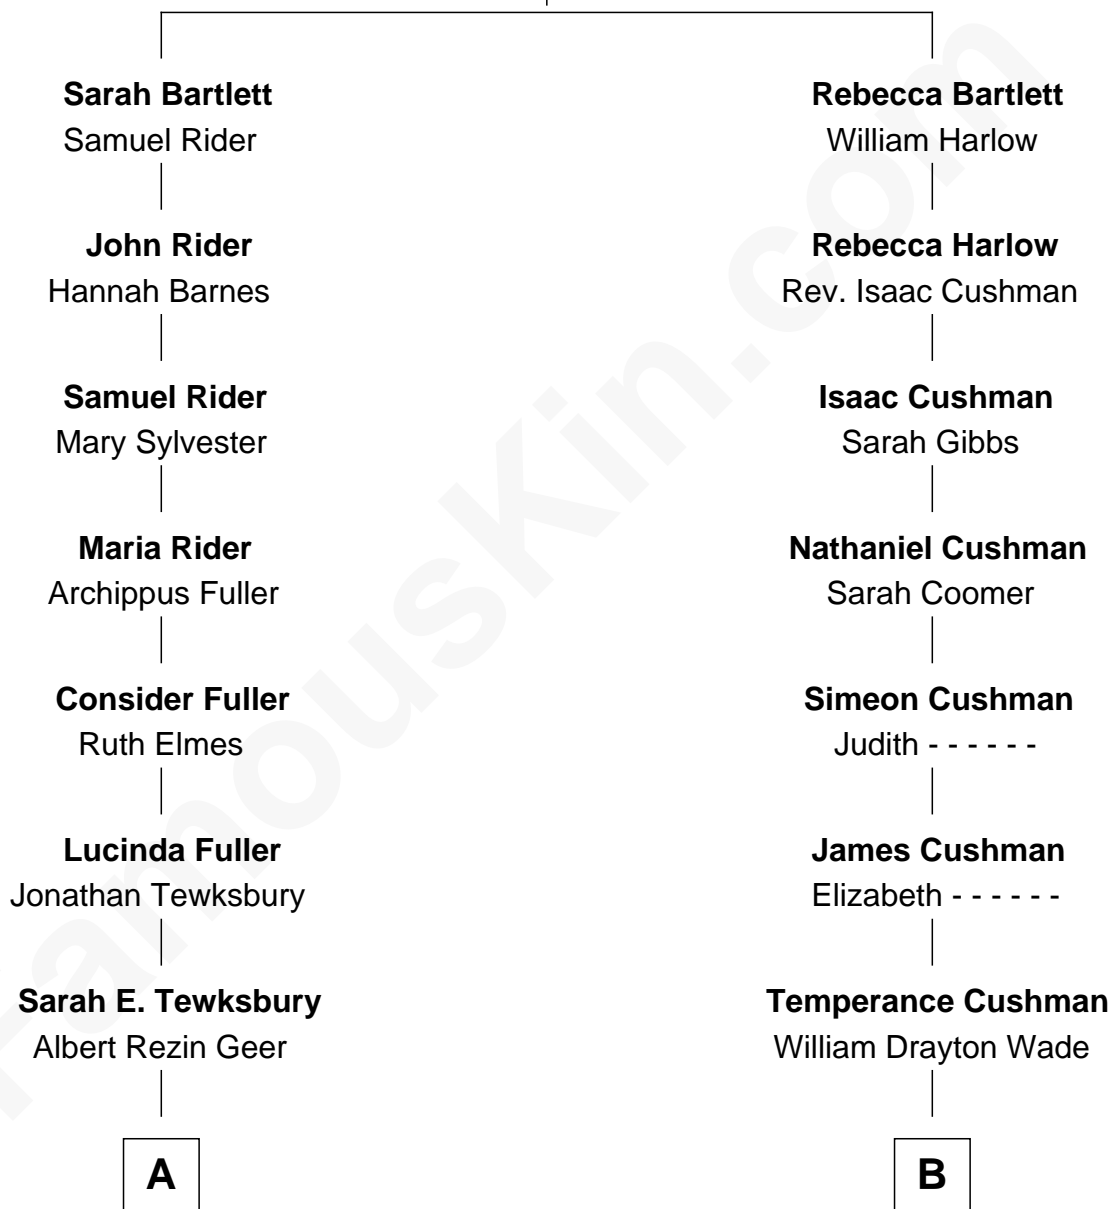 Sarah Bartlett
Samuel Rider
John Rider
Hannah Barnes
Samuel Rider
Mary Sylvester
Maria Rider
Archippus Fuller
Consider Fuller
Ruth Elmes
Lucinda Fuller
Jonathan Tewksbury
Sarah E. Tewksbury
Albert Rezin Geer
A
Rebecca Bartlett
William Harlow
Rebecca Harlow
Rev. Isaac Cushman
Isaac Cushman
Sarah Gibbs
Nathaniel Cushman
Sarah Coomer
Simeon Cushman
Judith - - - - - -
James Cushman
Elizabeth - - - - - -
Temperance Cushman
William Drayton Wade
B
FamousKin.com